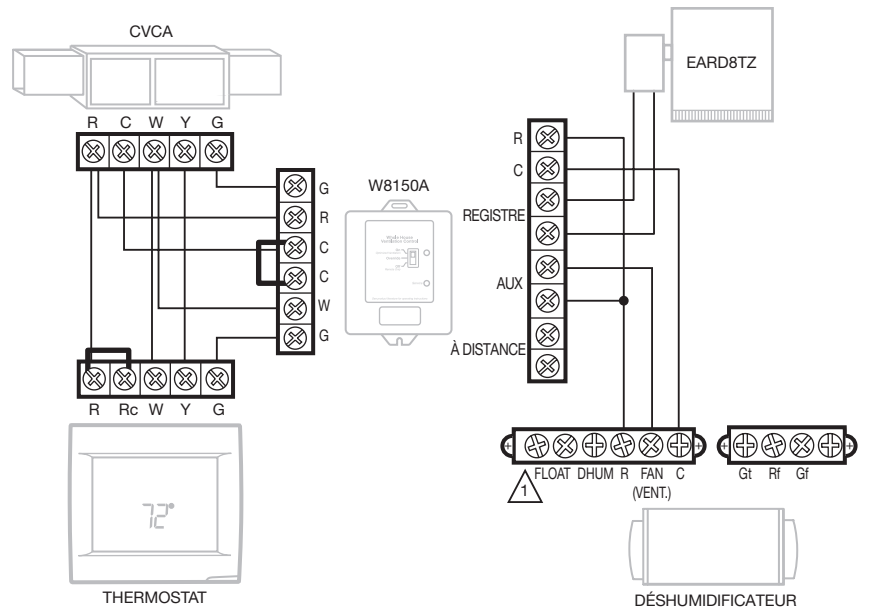 CVCA
R C W Y G
G
R
C
C
W
G
R Rc W Y G
72°
THERMOSTAT
W8150A
EARD8TZ
R
C
REGISTRE
AUX
À DISTANCE
1
FLOAT DHUM R FAN C
(VENT.)
Gt Rf Gf
DÉSHUMIDIFICATEUR